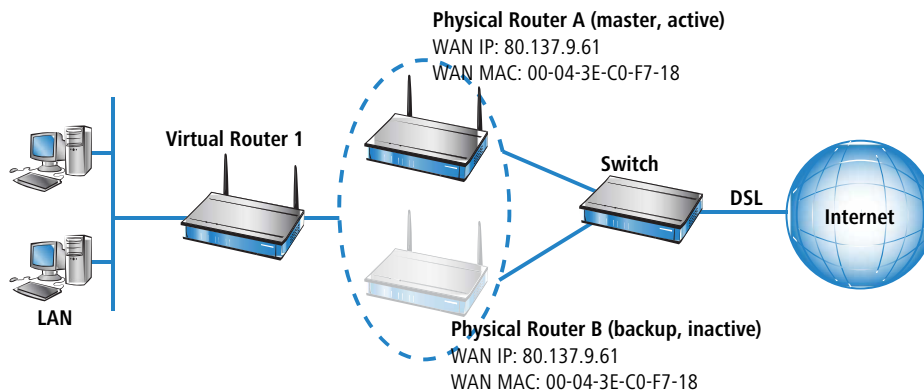 Physical Router A (master, active)
WAN IP: 80.137.9.61
WAN MAC: 00-04-3E-C0-F7-18
Virtual Router 1
Switch
DSL
Internet
LAN
Physical Router B (backup, inactive)
WAN IP: 80.137.9.61
WAN MAC: 00-04-3E-C0-F7-18